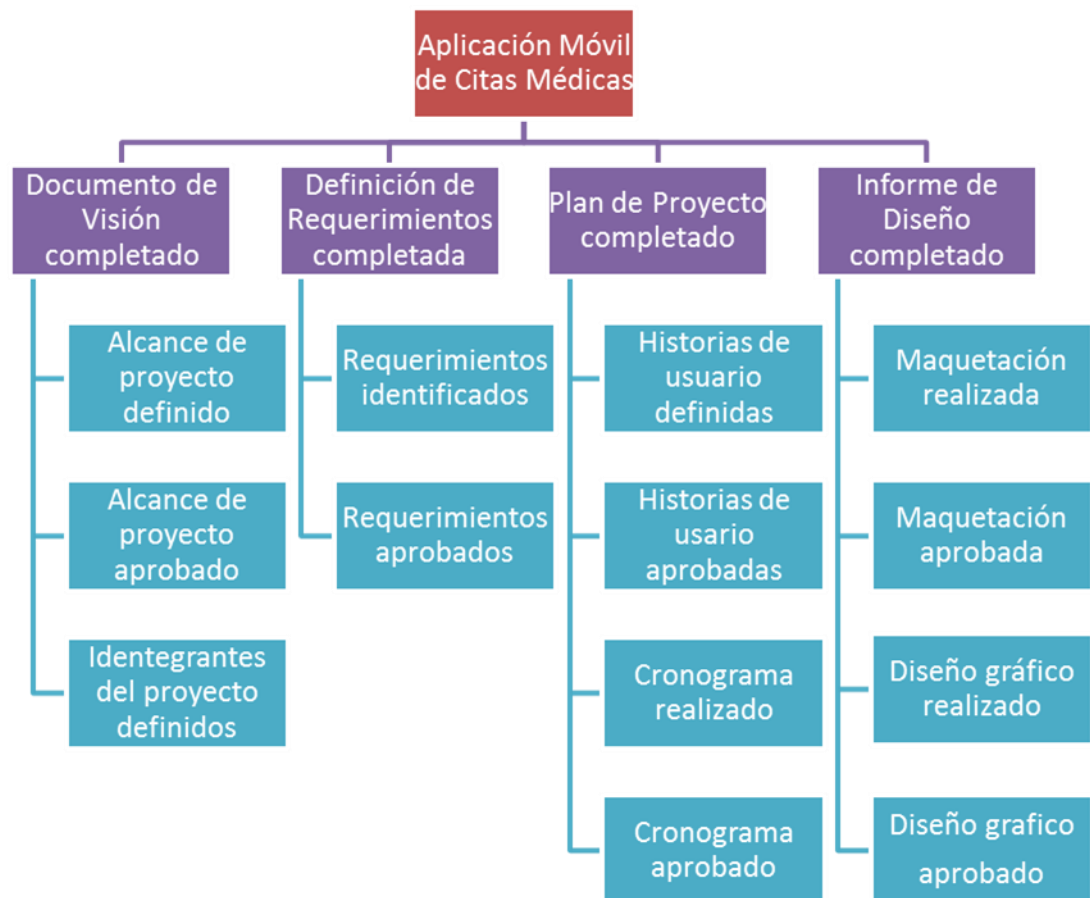 Aplicación Móvil
de Citas Médicas
Documento de
Visión
completado
Alcance de
proyecto
definido
Alcance de
proyecto
aprobado
Identegrantes
del proyecto
definidos
Definición de
Requerimientos
completada
Requerimientos
identificados
Requerimientos
aprobados
Plan de Proyecto
completado
Historias de
usuario
definidas
Historias de
usario
aprobadas
Cronograma
realizado
Cronograma
aprobado
Informe de
Diseño
completado
Maquetación
realizada
Maquetación
aprobada
Diseño gráfico
realizado
Diseño grafico
aprobado